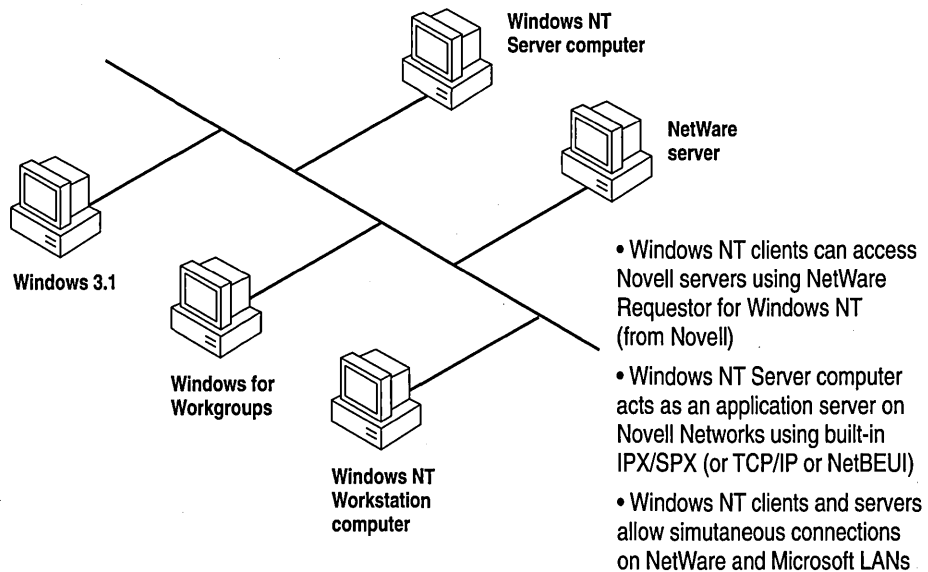 Windows NT
Server computer
NetWare
server
Windows 3.1
Windows for
Workgroups
Windows NT
Workstation
computer
• Windows NT clients can access
Novell servers using NetWare
Requestor for Windows NT
(from Novell)
• Windows NT Server computer
acts as an application server on
Novell Networks using built-in
IPX/SPX (or TCP/IP or NetBEUI)
• Windows NT clients and servers
allow simutaneous connections
on NetWare and Microsoft LANs